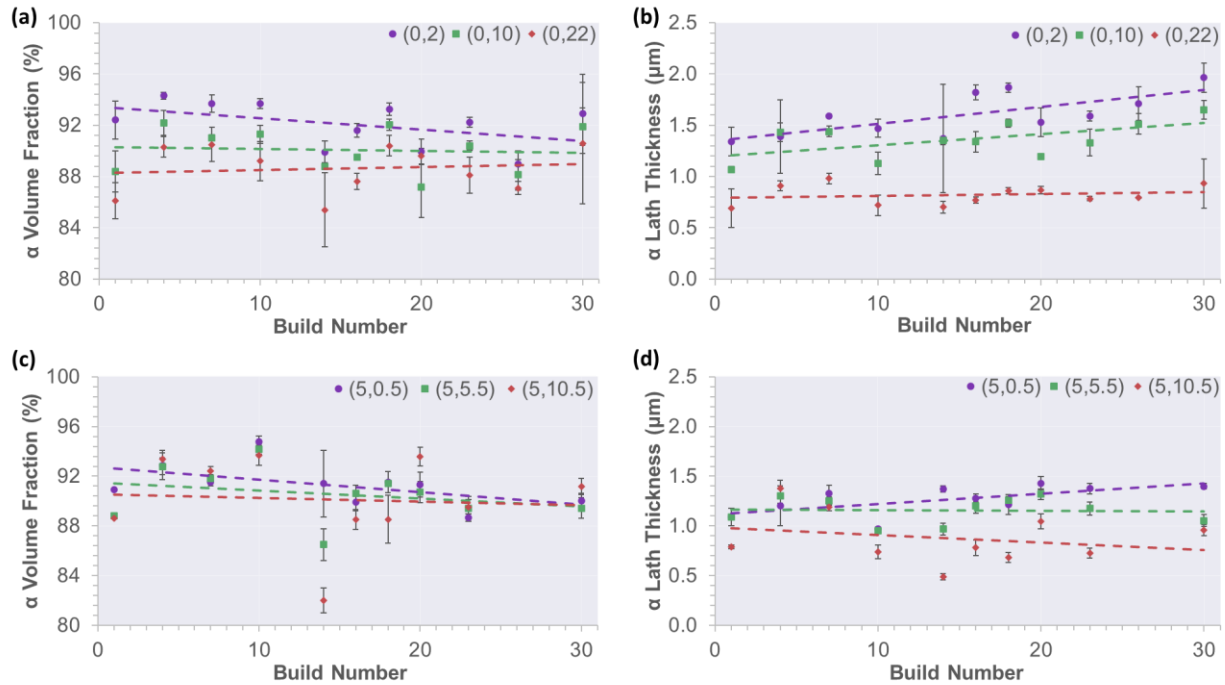 (a)
100
96
92
88
84
80
α Volume Fraction (%)
(0,2) (0,10) (0,22)
0 10 20 30
Build Number
(b)
2.5
2.0
1.5
1.0
0.5
0.0
α Lath Thickness (μm)
(0,2) (0,10) (0,22)
0 10 20 30
Build Number
(c)
100
96
92
88
84
80
α Volume Fraction (%)
(5,0.5) (5,5.5) (5,10.5)
0 10 20 30
Build Number
(d)
2.5
2.0
1.5
1.0
0.5
0.0
α Lath Thickness (μm)
(5,0.5) (5,5.5) (5,10.5)
0 10 20 30
Build Number